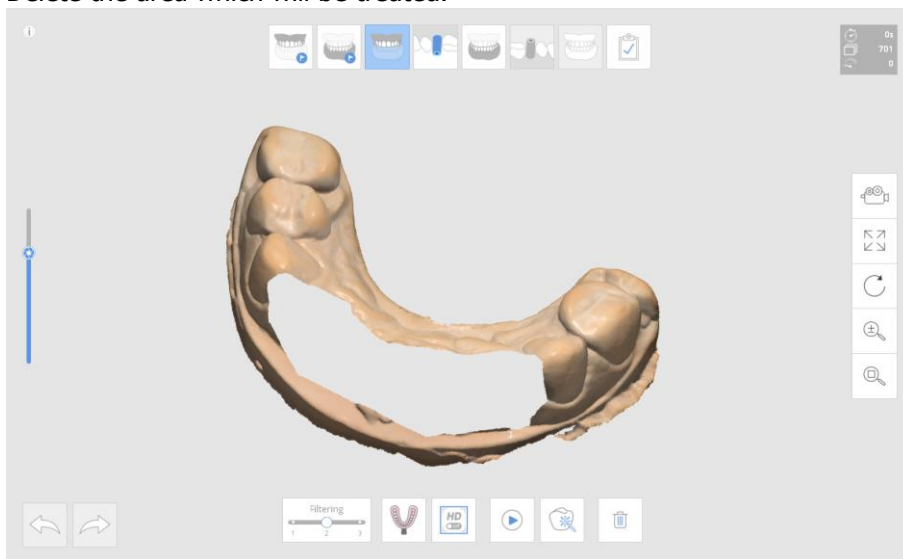 Delete the area which will be treated.
i
0s
701
0
Filtering
1 2 3
HD